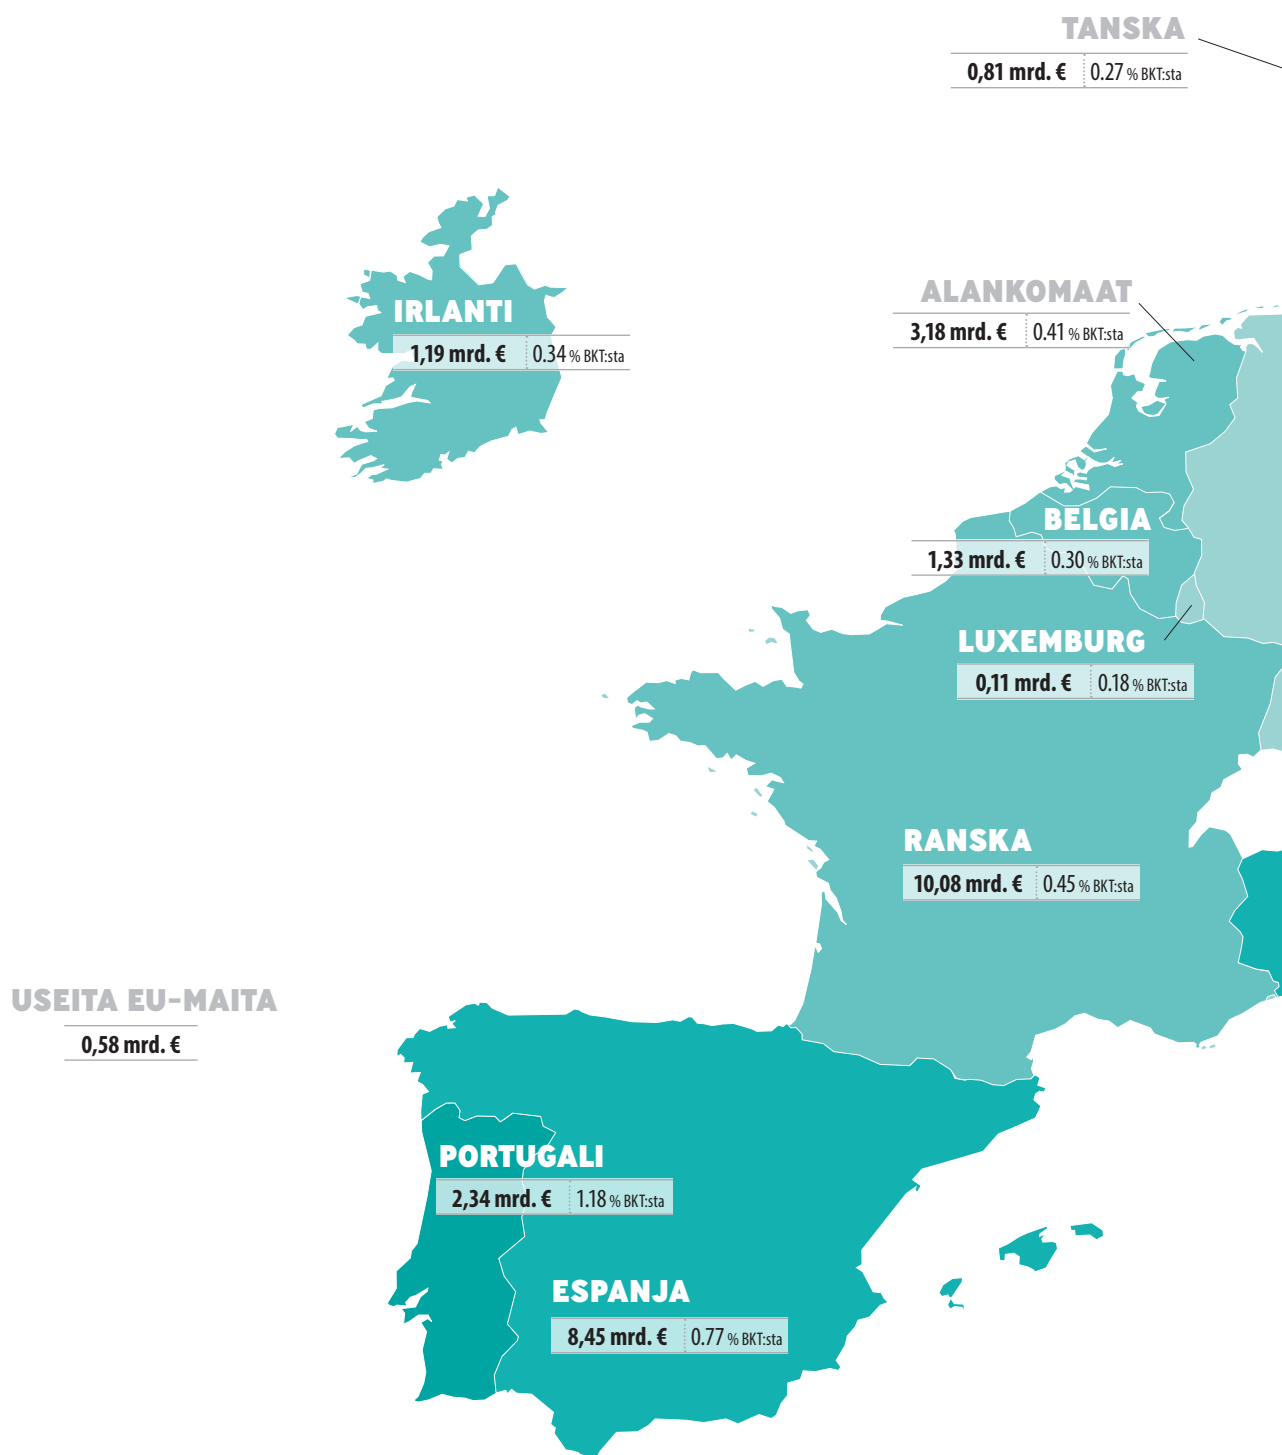 TANSKA
0,81 mrd. € 0.27 % BKT:sta
ALANKOMAAT
3,18 mrd. € 0.41 % BKT:sta
IRLANTI
1,19 mrd. € 0.34 % BKT:sta
BELGIA
1,33 mrd. € 0.30 % BKT:sta
LUXEMBURG
0,11 mrd. € 0.18 % BKT:sta
RANSKA
10,08 mrd. € 0.45 % BKT:sta
USEITA EU-MAITA
0,58 mrd. €
PORTUGALI
2,34 mrd. € 1.18 % BKT:sta
ESPANJA
8,45 mrd. € 0.77 % BKT:sta